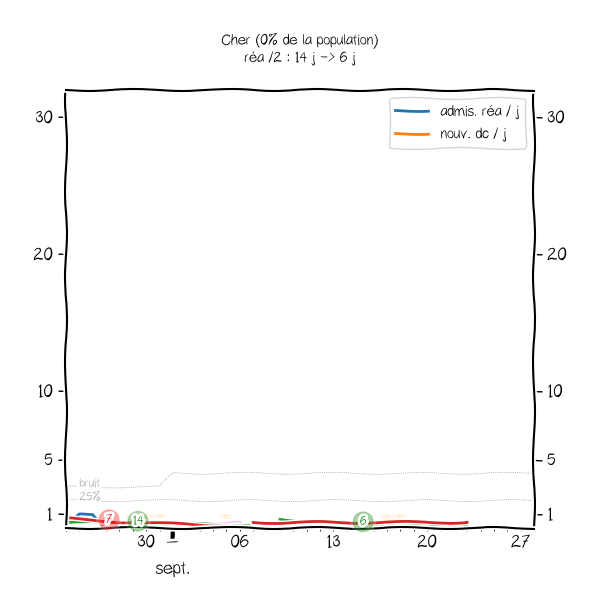 Cher (0% de la population)
réa /2 : 14 j -> 6 j
admis. réa / j
nouv. dc / j
30 30
20 20
10 10
5 5
bruit
25%
1 1
7 14 6
30 06 13 20 27
sept.